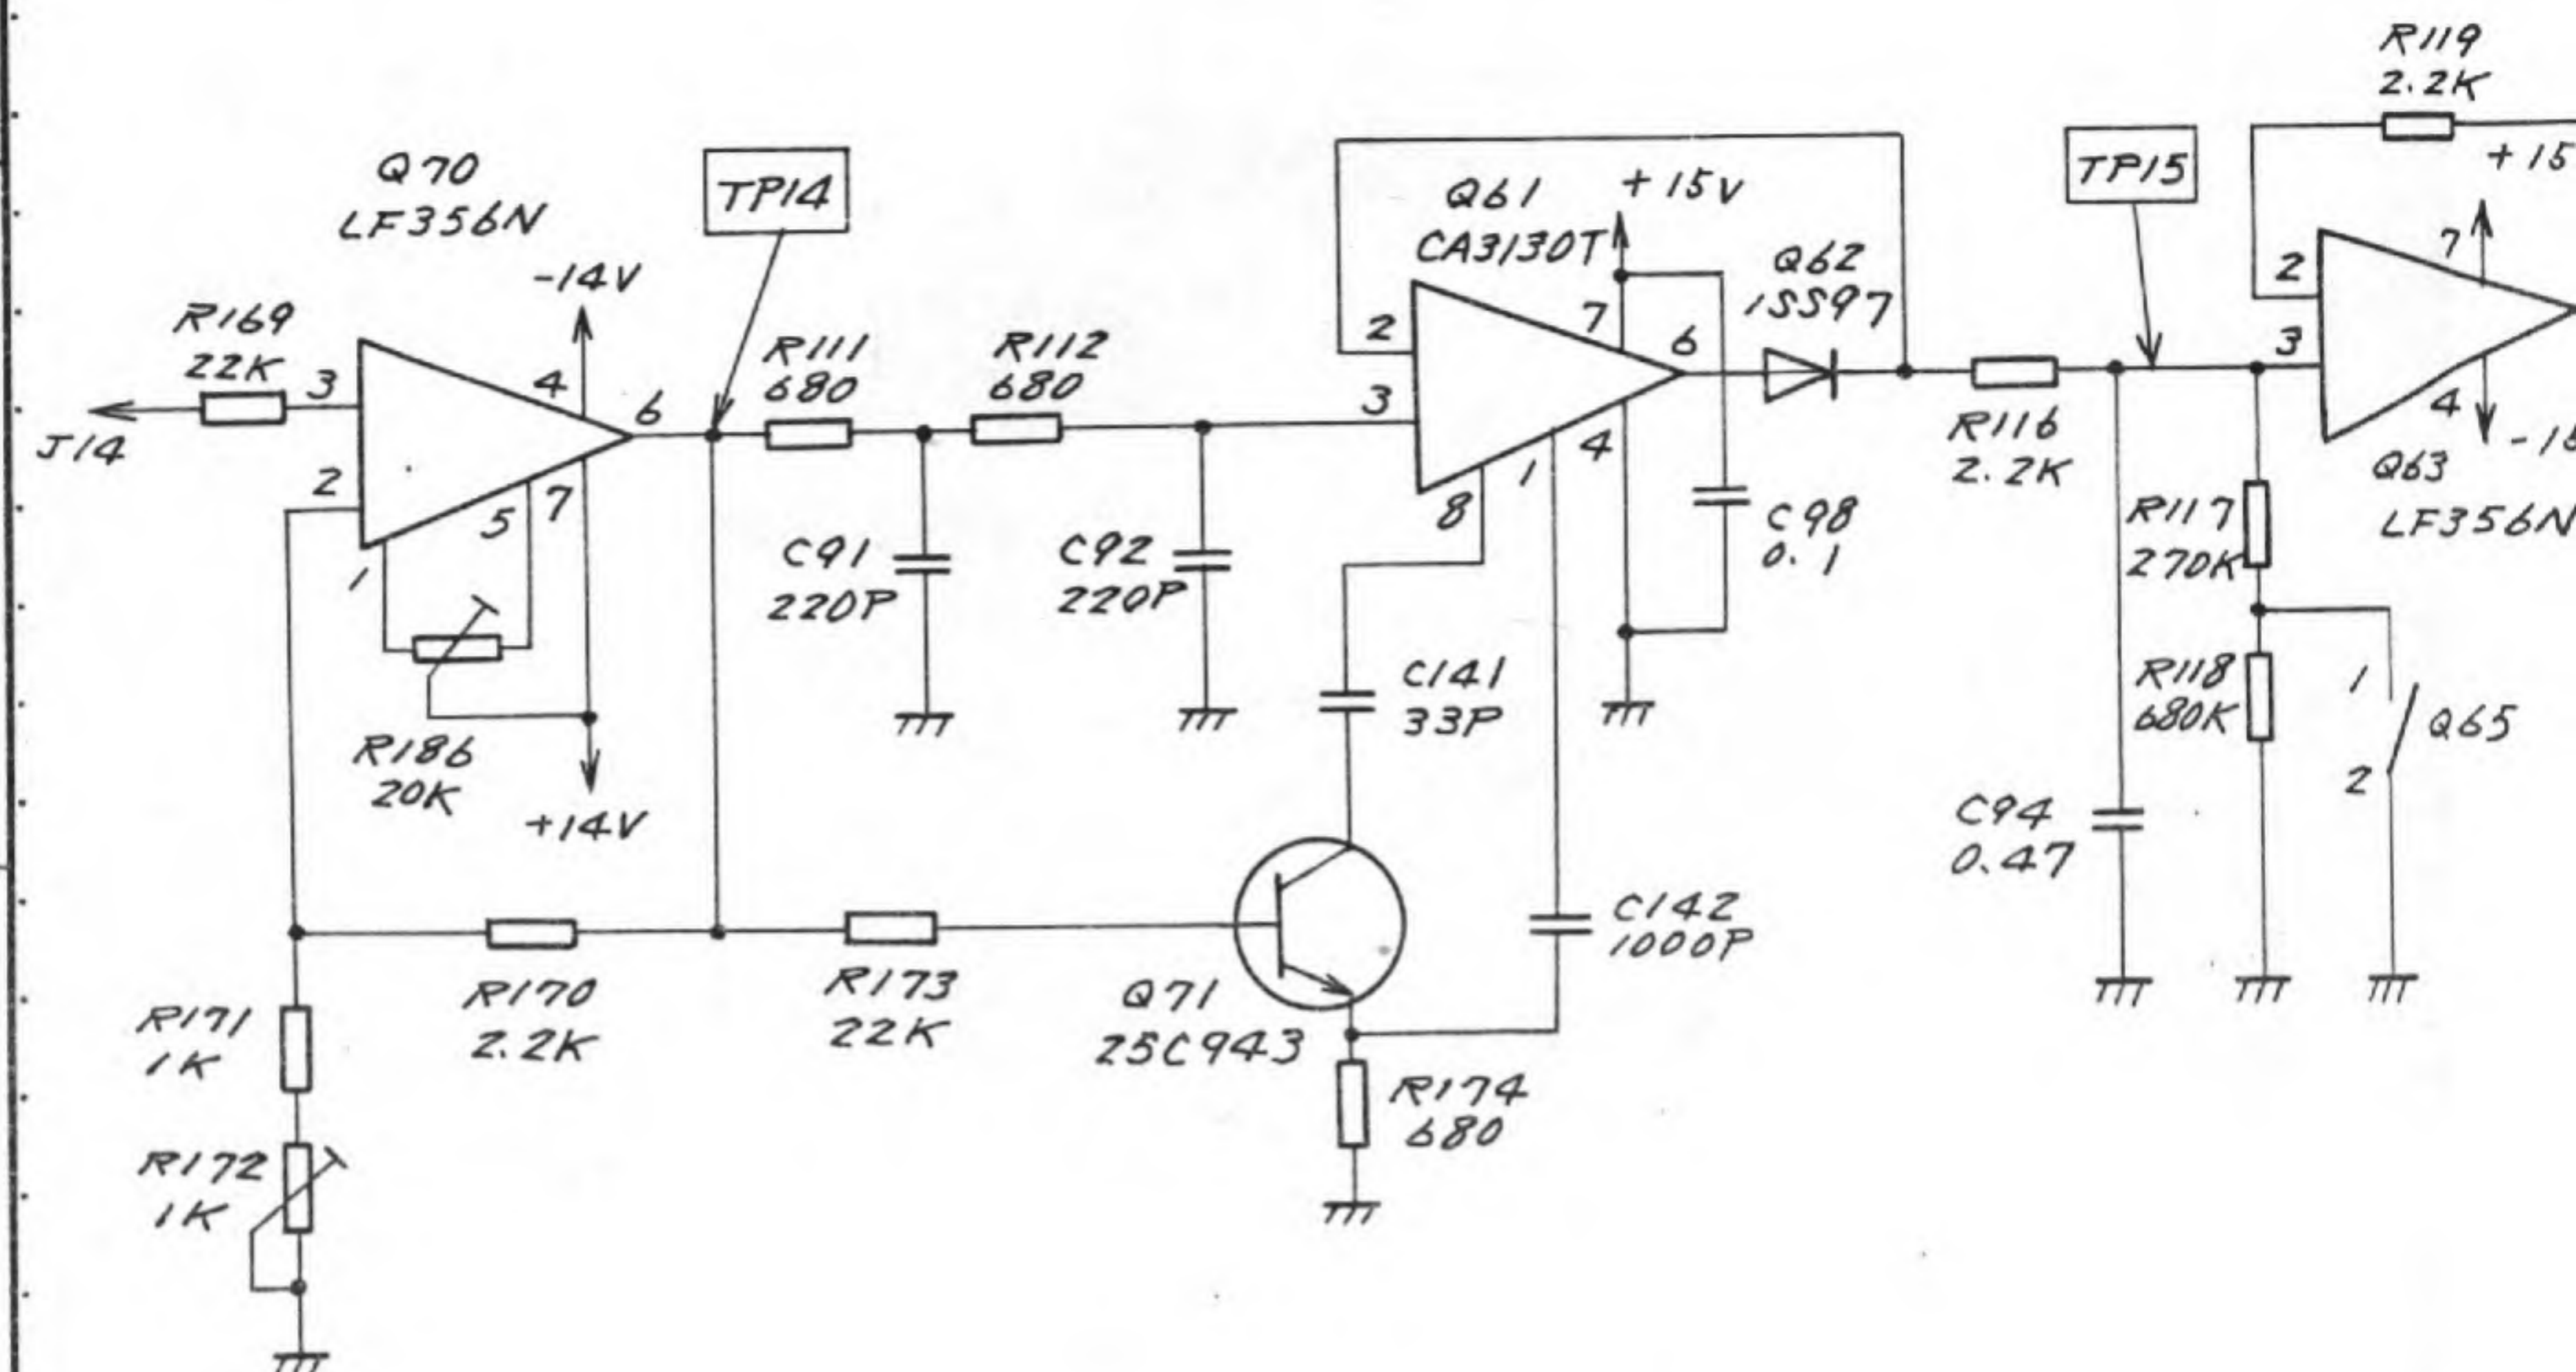 R119
2.2K
+15
TP15
Q70
LF356N
TP14
-14V
Q61
CA3130T
+15V
Q62
1SS97
7
2
3
4
-15
Q63
LF356N
R169
22K
J14
3
2
4
6
5
7
1
R111
680
R112
680
2
3
7
6
8
1
4
R116
2.2K
R117
270K
C91
220P
C92
220P
C98
0.1
R186
20K
+14V
C141
33P
R118
680K
1
2
Q65
C94
0.47
C142
1000P
R171
1K
R170
2.2K
R173
22K
Q71
2SC943
R174
680
R172
1K